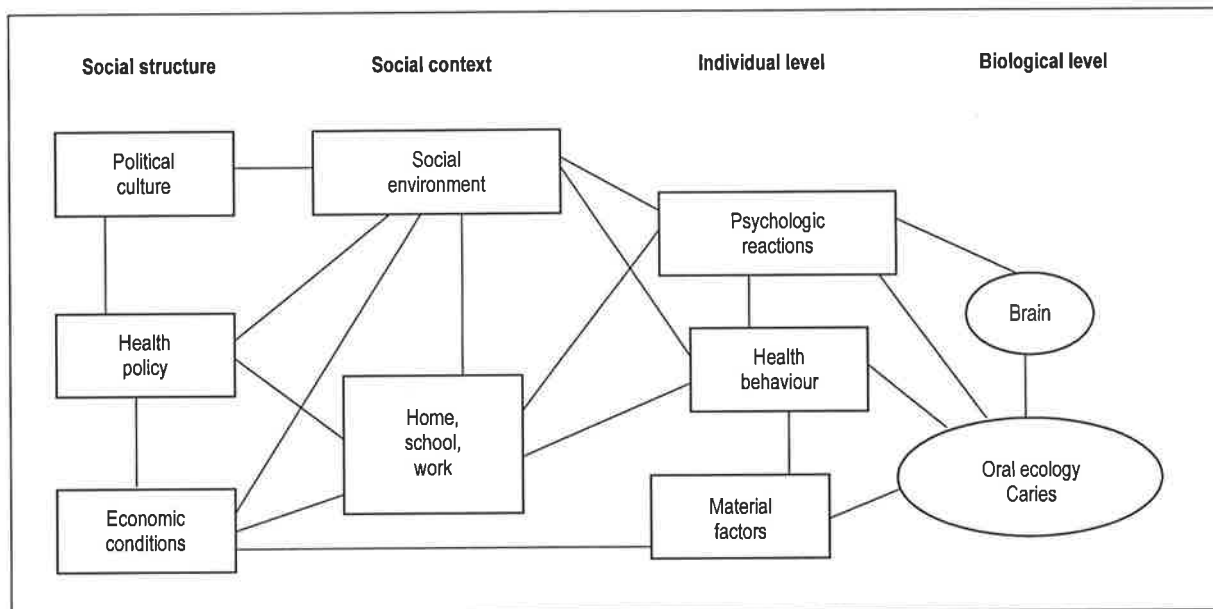 Social structure
Social context
Individual level
Biological level
Political
culture
Social
environment
Psychologic
reactions
Brain
Health
policy
Health
behaviour
Home,
school,
work
Oral ecology
Caries
Economic
conditions
Material
factors